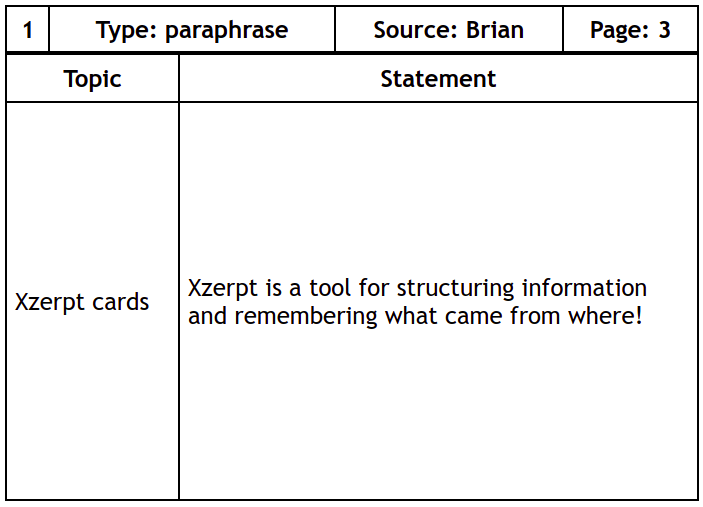 1 Type: paraphrase Source: Brian Page: 3
Topic Statement
Xzerpt cards
Xzerpt is a tool for structuring information
and remembering what came from where!